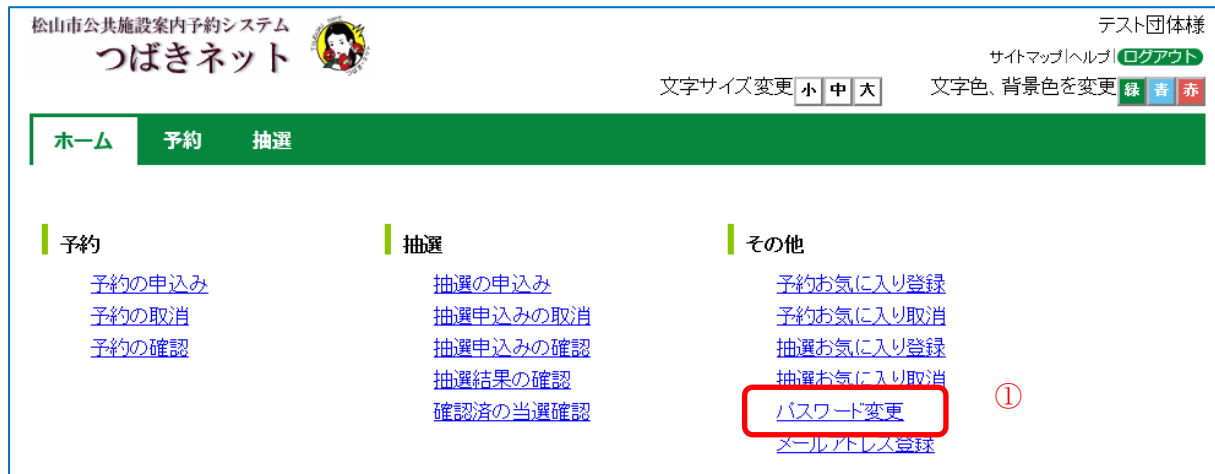 松山市公共施設案内予約システム
つばきネット
テスト団体様
サイトマップ|ヘルプ|ログアウト
文字サイズ変更 小 中 大 文字色、背景色を変更 緑 青 赤
ホーム 予約 抽選
予約
予約の申込み
予約の取消
予約の確認
抽選
抽選の申込み
抽選申込みの取消
抽選申込みの確認
抽選結果の確認
確認済の当選確認
その他
予約お気に入り登録
予約お気に入り取消
抽選お気に入り登録
抽選お気に入り取消
パスワード変更 ①
メールアドレス登録